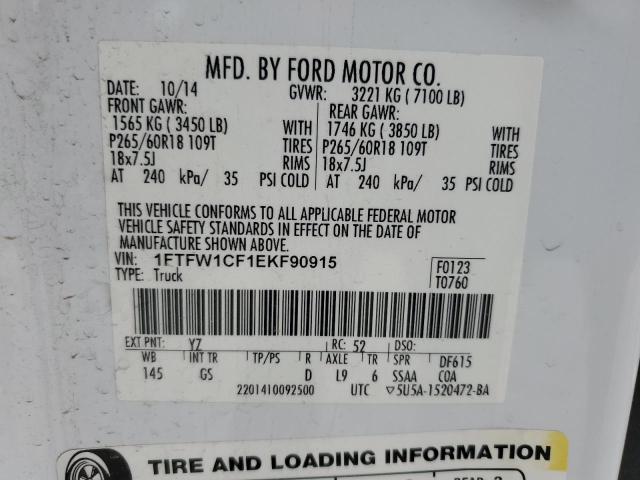 MFD. BY FORD MOTOR CO.
DATE: 10/14 GVWR: 3221 KG ( 7100 LB)
FRONT GAWR: REAR GAWR:
1565 KG ( 3450 LB) WITH 1746 KG ( 3850 LB) WITH
P265/60R18 109T TIRES P265/60R18 109T TIRES
18x7.5J RIMS 18x7.5J RIMS
AT 240 kPa/ 35 PSI COLD AT 240 kPa/ 35 PSI COLD
THIS VEHICLE CONFORMS TO ALL APPLICABLE FEDERAL MOTOR
VEHICLE SAFETY STANDARDS IN EFFECT ON THE DATE OF
MANUFACTURE SHOWN ABOVE.
VIN: 1FTFW1CF1EKF90915 F0123
TYPE: Truck T0760
EXT PNT: YZ RC: 52 DSO:
WB INT TR TP/PS R AXLE TR SPR DF615
145 GS D L9 6 SSAA COA
2201410092500 UTC ▽5U5A-1520472-BA
TIRE AND LOADING INFORMATION